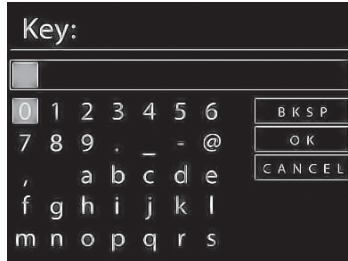 Key:
0 1 2 3 4 5 6 BKSP
7 8 9 . _ - @ OK
, a b c d e CANCEL
f g h i j k l
m n o p q r s